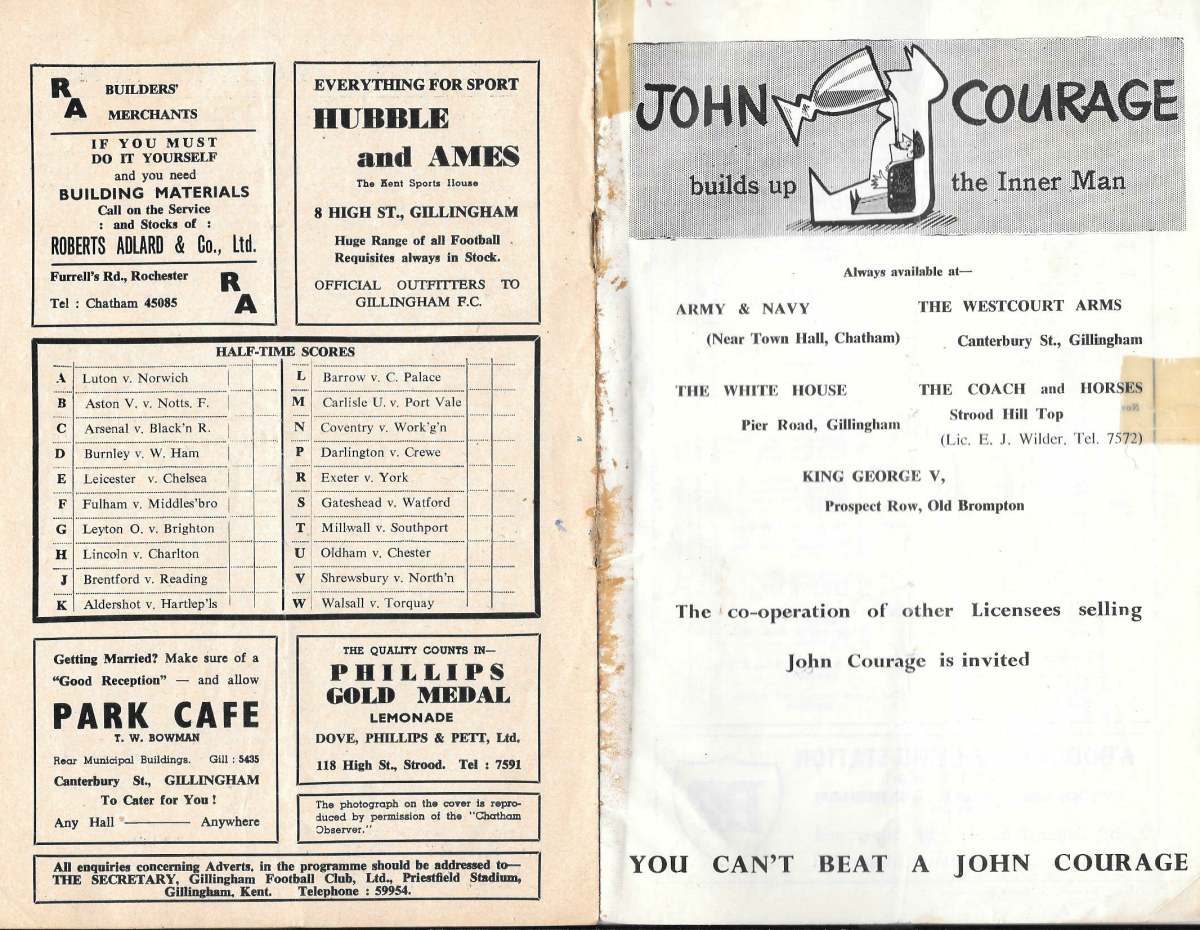 R
A
BUILDERS'
MERCHANTS
IF YOU MUST
DO IT YOURSELF
and you need
BUILDING MATERIALS
Call on the Service
: and Stocks of :
ROBERTS ADLARD & Co., Ltd.
Furrell's Rd., Rochester
Tel : Chatham 45085
R
A
EVERYTHING FOR SPORT
HUBBLE
and AMES
The Kent Sports House
8 HIGH ST., GILLINGHAM
Huge Range of all Football
Requisites always in Stock.
OFFICIAL OUTFITTERS TO
GILLINGHAM F.C.
HALF-TIME SCORES
A Luton v. Norwich
B Aston V. v. Notts. F.
C Arsenal v. Black'n R.
D Burnley v. W. Ham
E Leicester v. Chelsea
F Fulham v. Middles'bro
G Leyton O. v. Brighton
H Lincoln v. Charlton
J Brentford v. Reading
K Aldershot v. Hartlep'ls
L Barrow v. C. Palace
M Carlisle U. v. Port Vale
N Coventry v. Work'g'n
P Darlington v. Crewe
R Exeter v. York
S Gateshead v. Watford
T Millwall v. Southport
U Oldham v. Chester
V Shrewsbury v. North'n
W Walsall v. Torquay
Getting Married? Make sure of a
"Good Reception" — and allow
PARK CAFE
T. W. BOWMAN
Rear Municipal Buildings. Gill : 5435
Canterbury St., GILLINGHAM
To Cater for You !
Any Hall ——— Anywhere
THE QUALITY COUNTS IN—
PHILLIPS
GOLD MEDAL
LEMONADE
DOVE, PHILLIPS & PETT, Ltd.
118 High St., Strood. Tel : 7591
The photograph on the cover is repro-
duced by permission of the "Chatham
Observer."
All enquiries concerning Adverts, in the programme should be addressed to—
THE SECRETARY, Gillingham Football Club, Ltd., Priestfield Stadium,
Gillingham, Kent. Telephone : 59954.
JOHN COURAGE
builds up the Inner Man
Always available at—
ARMY & NAVY
(Near Town Hall, Chatham)
THE WESTCOURT ARMS
Canterbury St., Gillingham
THE WHITE HOUSE
Pier Road, Gillingham
THE COACH and HORSES
Strood Hill Top
(Lic. E. J. Wilder, Tel. 7572)
KING GEORGE V,
Prospect Row, Old Brompton
The co-operation of other Licensees selling
John Courage is invited
YOU CAN'T BEAT A JOHN COURAGE